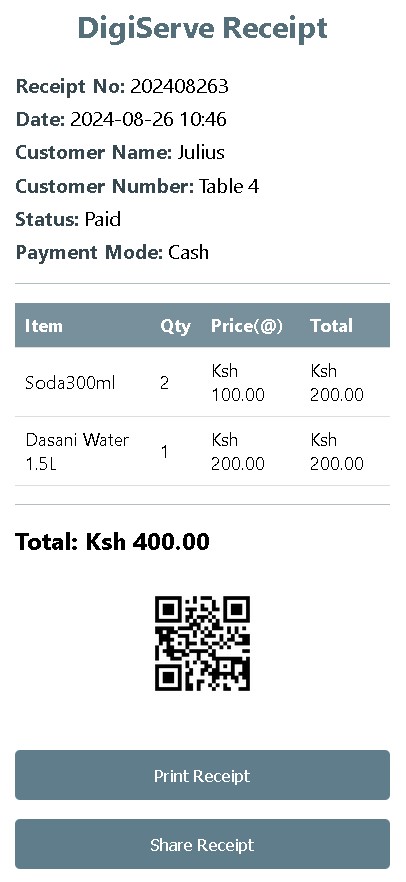 DigiServe Receipt
Receipt No: 202408263
Date: 2024-08-26 10:46
Customer Name: Julius
Customer Number: Table 4
Status: Paid
Payment Mode: Cash
Item Qty Price(@) Total
Soda300ml 2 Ksh 100.00 Ksh 200.00
Dasani Water 1.5L 1 Ksh 200.00 Ksh 200.00
Total: Ksh 400.00
Print Receipt
Share Receipt